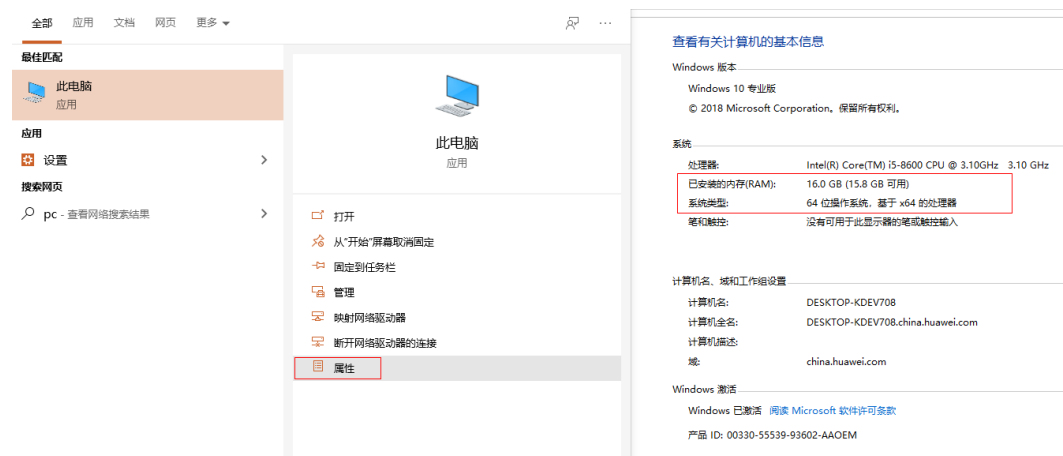 全部 应用 文档 网页 更多
最佳匹配
此电脑
应用
应用
设置
搜索网页
pc - 查看网络搜索结果
此电脑
应用
打开
从"开始"屏幕取消固定
固定到任务栏
管理
映射网络驱动器
断开网络驱动器的连接
属性
查看有关计算机的基本信息
Windows 版本
Windows 10 专业版
© 2018 Microsoft Corporation。保留所有权利。
系统
处理器: Intel(R) Core(TM) i5-8600 CPU @ 3.10GHz 3.10 GHz
已安装的内存(RAM): 16.0 GB (15.8 GB 可用)
系统类型: 64 位操作系统, 基于 x64 的处理器
笔和触控: 没有可用于此显示器的笔或触控输入
计算机名、域和工作组设置
计算机名: DESKTOP-KDEV708
计算机全名: DESKTOP-KDEV708.china.huawei.com
计算机描述:
域: china.huawei.com
Windows 激活
Windows 已激活 阅读 Microsoft 软件许可条款
产品 ID: 00330-55539-93602-AAOEM